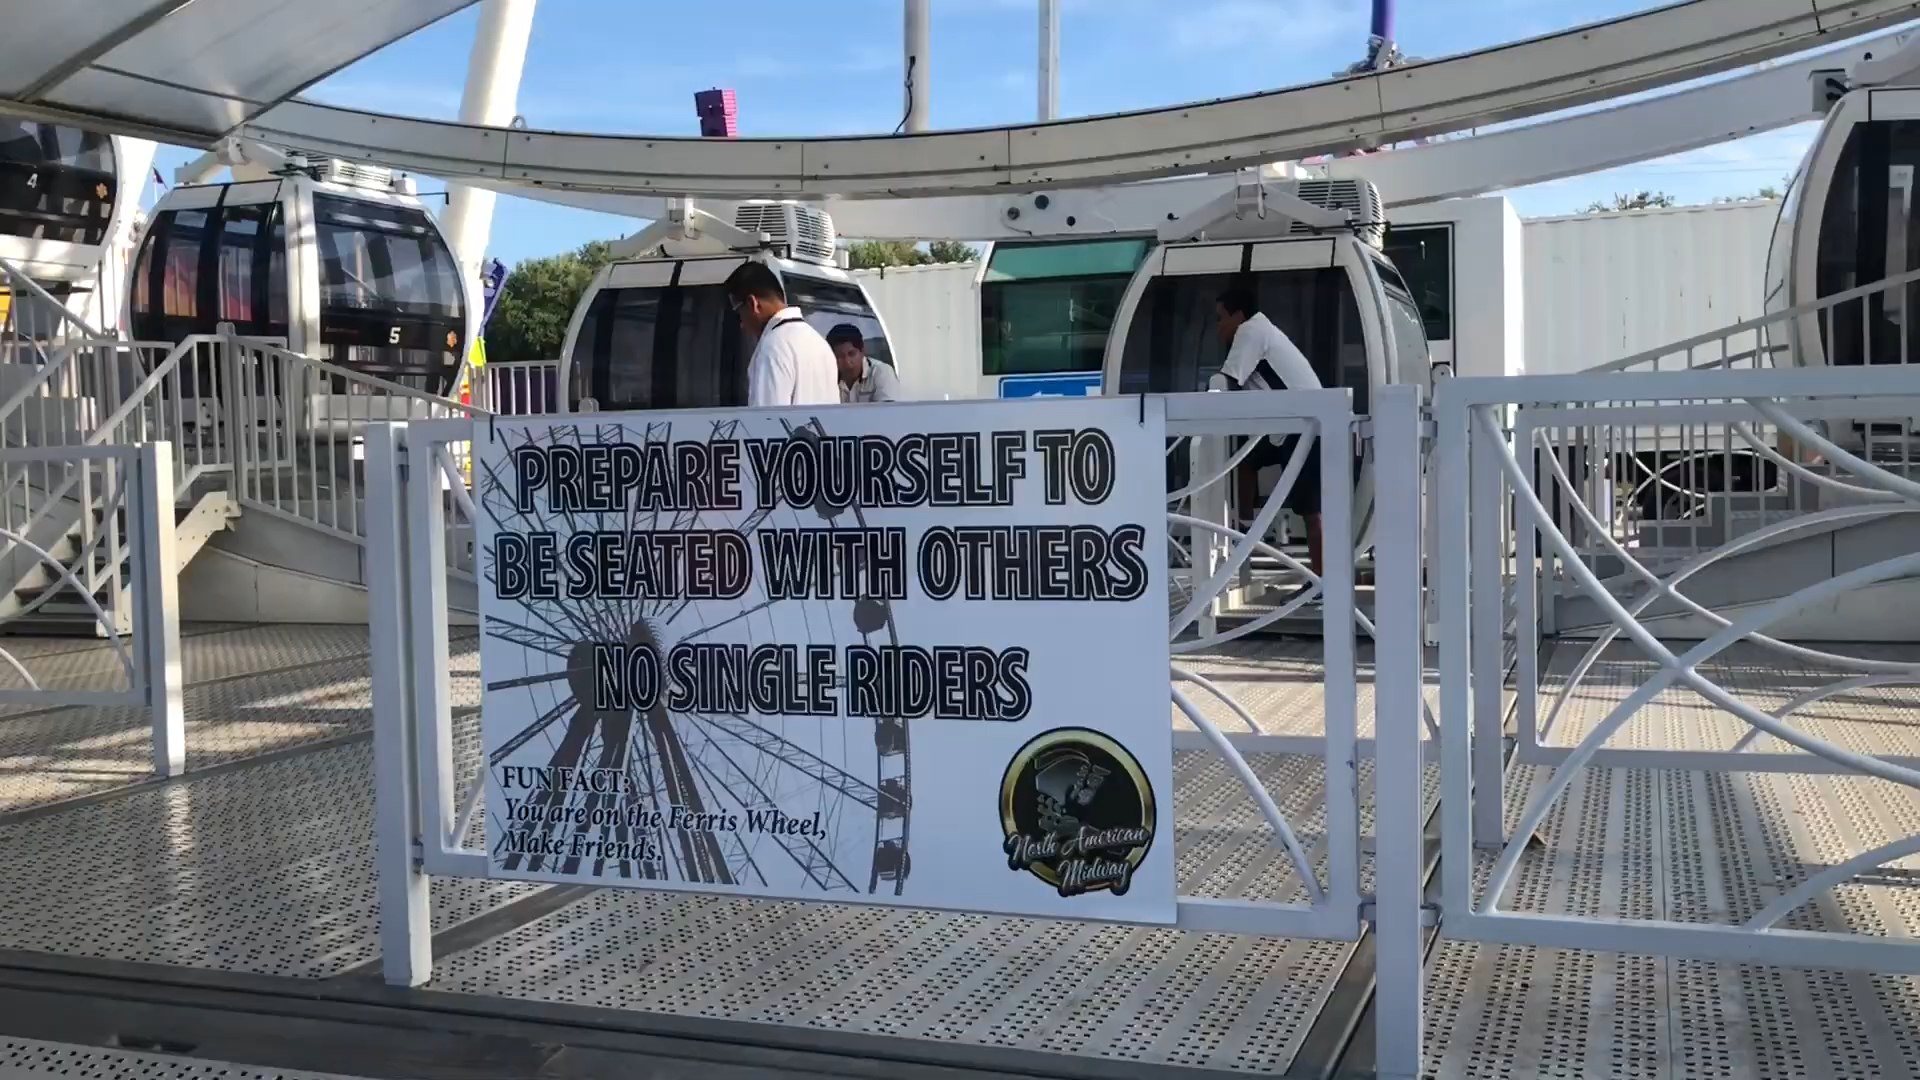 4
5
PREPARE YOURSELF TO
BE SEATED WITH OTHERS
NO SINGLE RIDERS
FUN FACT:
You are on the Ferris Wheel,
Make Friends.
North American
Midway